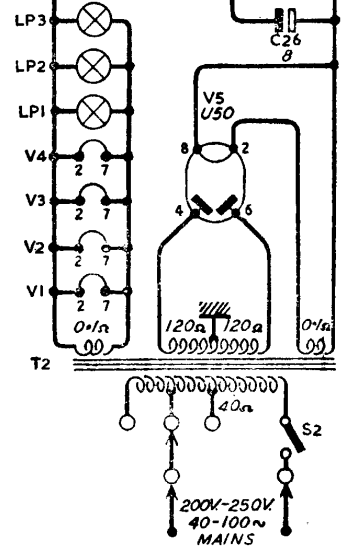 LP3
C26
8
LP2
V5
U50
LP1
8 2
V4
2 7
V3
2 7
4 6
V2
2 7
V1
2 7
0·1Ω 120Ω 120Ω 0·1Ω
T2
40Ω
S2
200V.-250V.
40-100~
MAINS